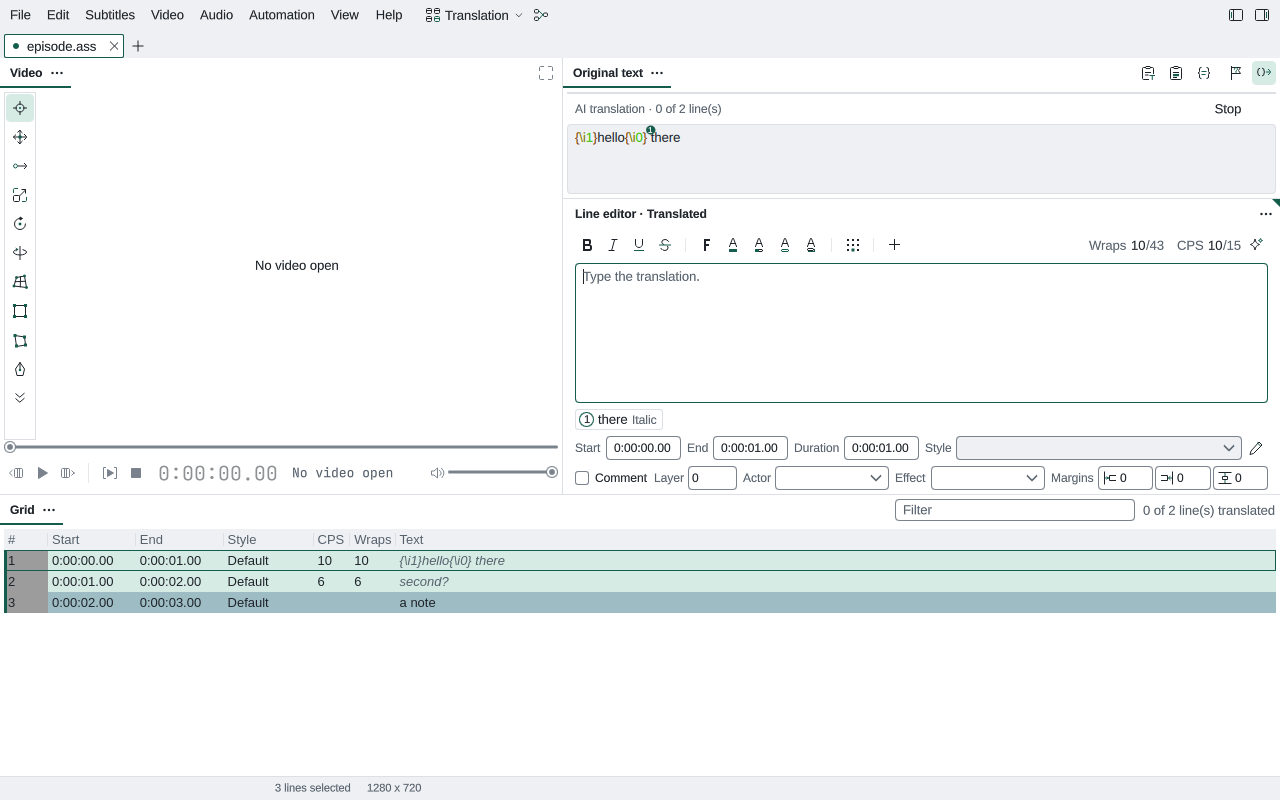 File Edit Subtitles Video Audio Automation View Help Translation
episode.ass
Video
Original text
AI translation · 0 of 2 line(s) Stop
{\i1}hello{\i0} there
1
No video open
Line editor · Translated
B I U S F A A A A Wraps 10/43 CPS 10/15
Type the translation.
1 there Italic
Start 0:00:00.00 End 0:00:01.00 Duration 0:00:01.00 Style
0:00:00.00 No video open
Comment Layer 0 Actor Effect Margins 0 0 0
Grid Filter 0 of 2 line(s) translated
# Start End Style CPS Wraps Text
1 0:00:00.00 0:00:01.00 Default 10 10 {\i1}hello{\i0} there
2 0:00:01.00 0:00:02.00 Default 6 6 second?
3 0:00:02.00 0:00:03.00 Default a note
3 lines selected 1280 x 720